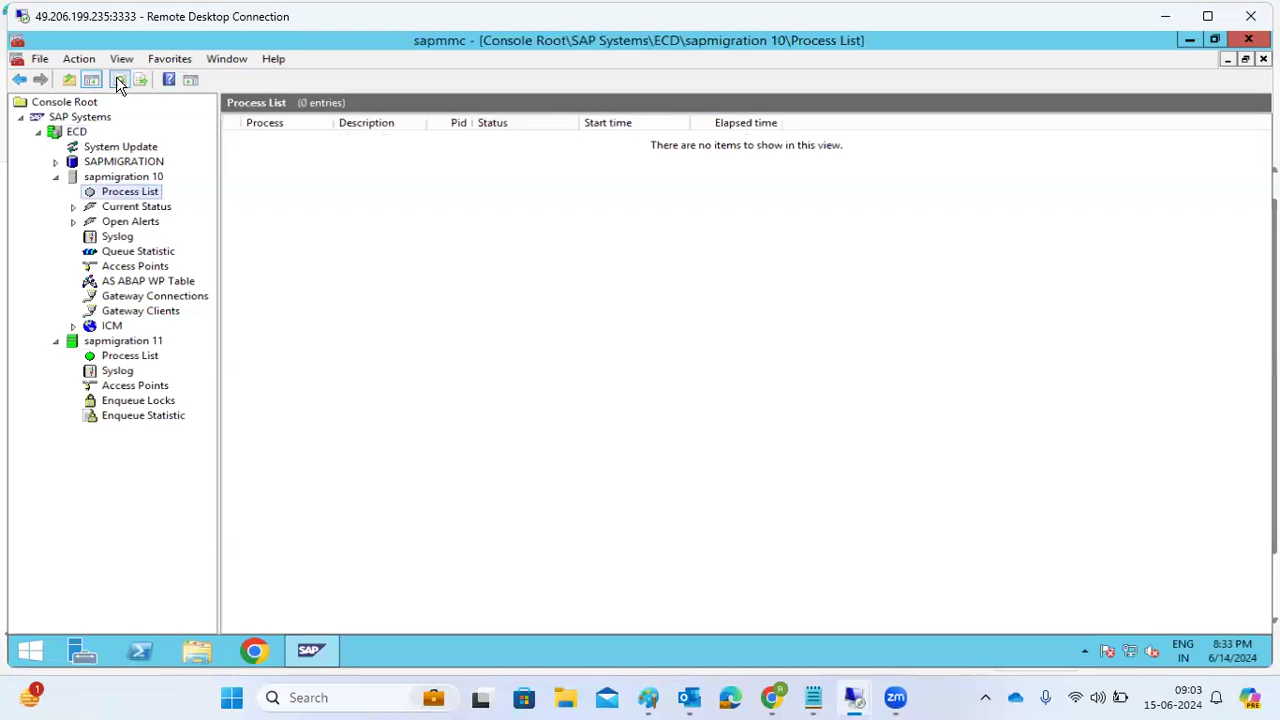 49.206.199.235:3333 - Remote Desktop Connection
sapmmc - [Console Root\SAP Systems\ECD\sapmigration 10\Process List]
File Action View Favorites Window Help
Console Root
SAP Systems
ECD
System Update
SAPMIGRATION
sapmigration 10
Process List
Current Status
Open Alerts
Syslog
Queue Statistic
Access Points
AS ABAP WP Table
Gateway Connections
Gateway Clients
ICM
sapmigration 11
Process List
Syslog
Access Points
Enqueue Locks
Enqueue Statistic
Process List (0 entries)
Process Description Pid Status Start time Elapsed time
There are no items to show in this view.
SAP
ENG
IN
8:33 PM
6/14/2024
1
Search
R
zm
09:03
15-06-2024
PRE